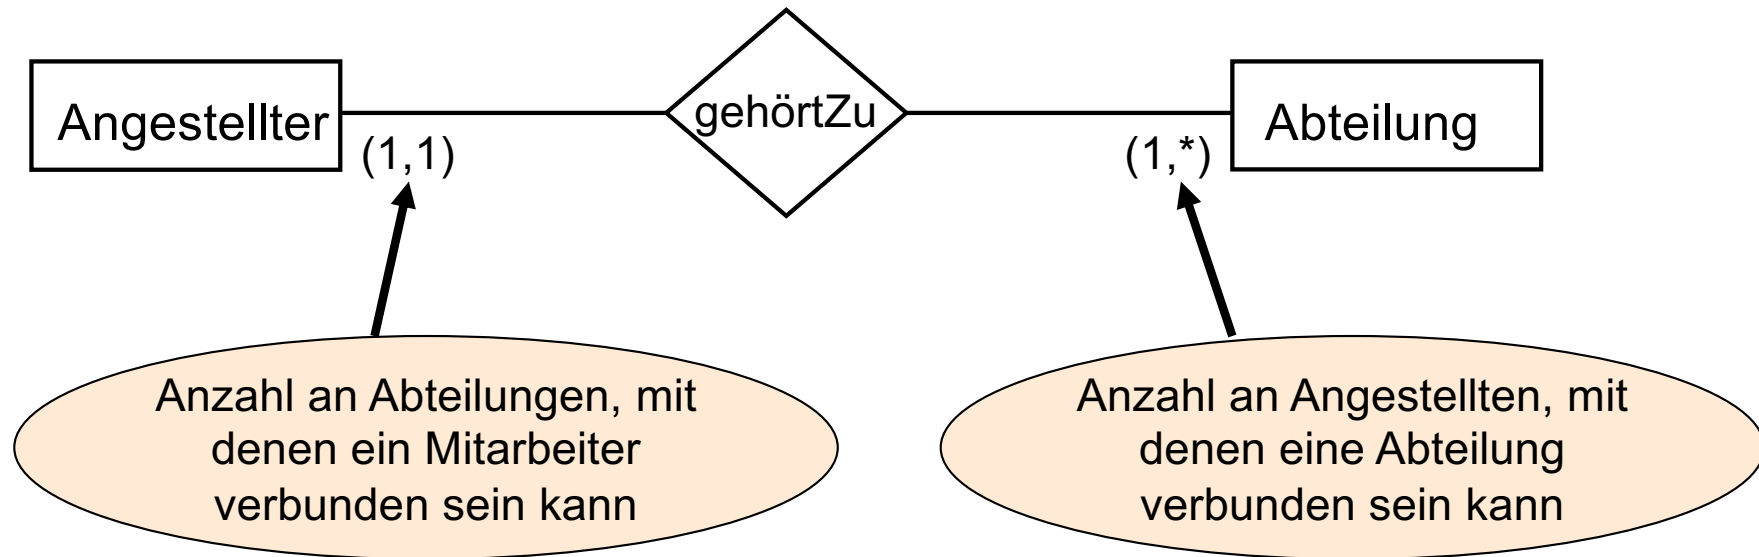 Angestellter
gehörtZu
Abteilung
(1,1)
(1,*)
Anzahl an Abteilungen, mit
denen ein Mitarbeiter
verbunden sein kann
Anzahl an Angestellten, mit
denen eine Abteilung
verbunden sein kann